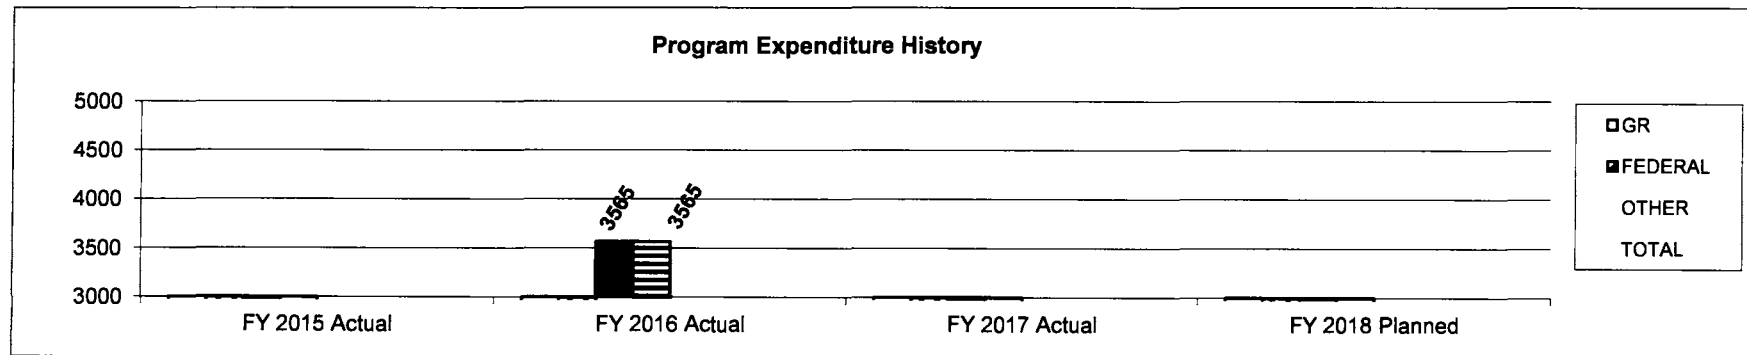 Program Expenditure History
5000
4500
4000
3500
3000
3565
3565
FY 2015 Actual
FY 2016 Actual
FY 2017 Actual
FY 2018 Planned
GR
FEDERAL
OTHER
TOTAL